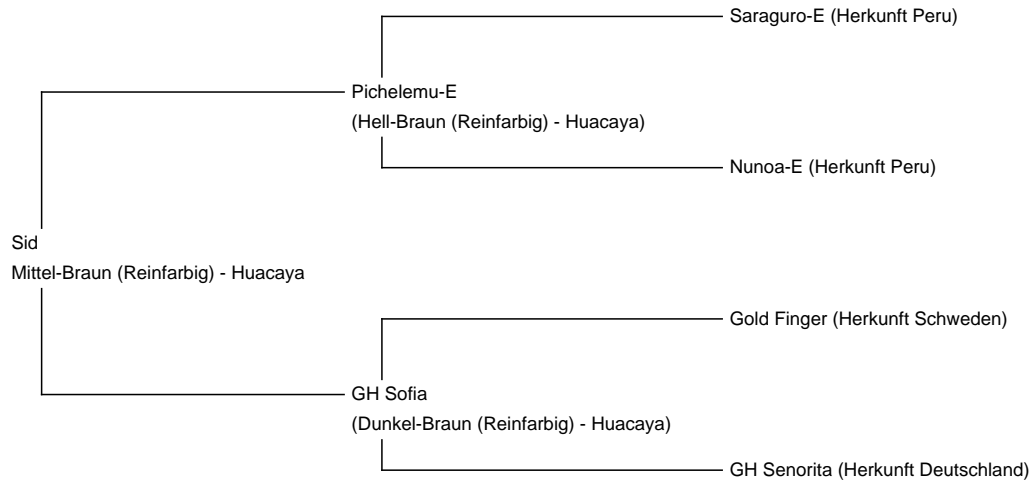 Saraguro-E (Herkunft Peru)
Pichelemu-E
(Hell-Braun (Reinfarbig) - Huacaya)
Nunoa-E (Herkunft Peru)
Sid
Mittel-Braun (Reinfarbig) - Huacaya
Gold Finger (Herkunft Schweden)
GH Sofia
(Dunkel-Braun (Reinfarbig) - Huacaya)
GH Senorita (Herkunft Deutschland)